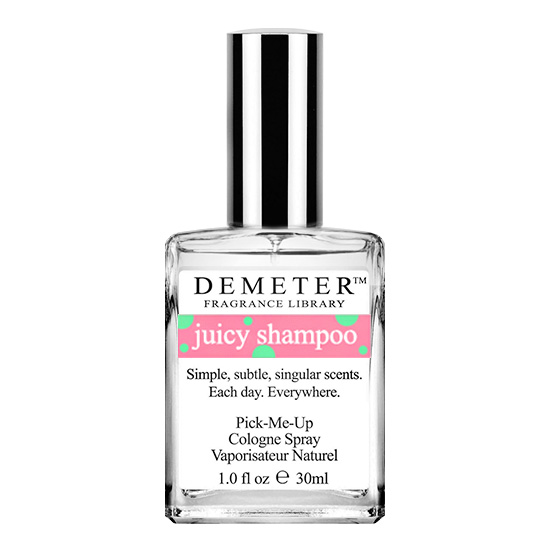 DEMETER™
FRAGRANCE LIBRARY
juicy shampoo
Simple, subtle, singular scents.
Each day. Everywhere.
Pick-Me-Up
Cologne Spray
Vaporisateur Naturel
1.0 fl oz ℮ 30ml